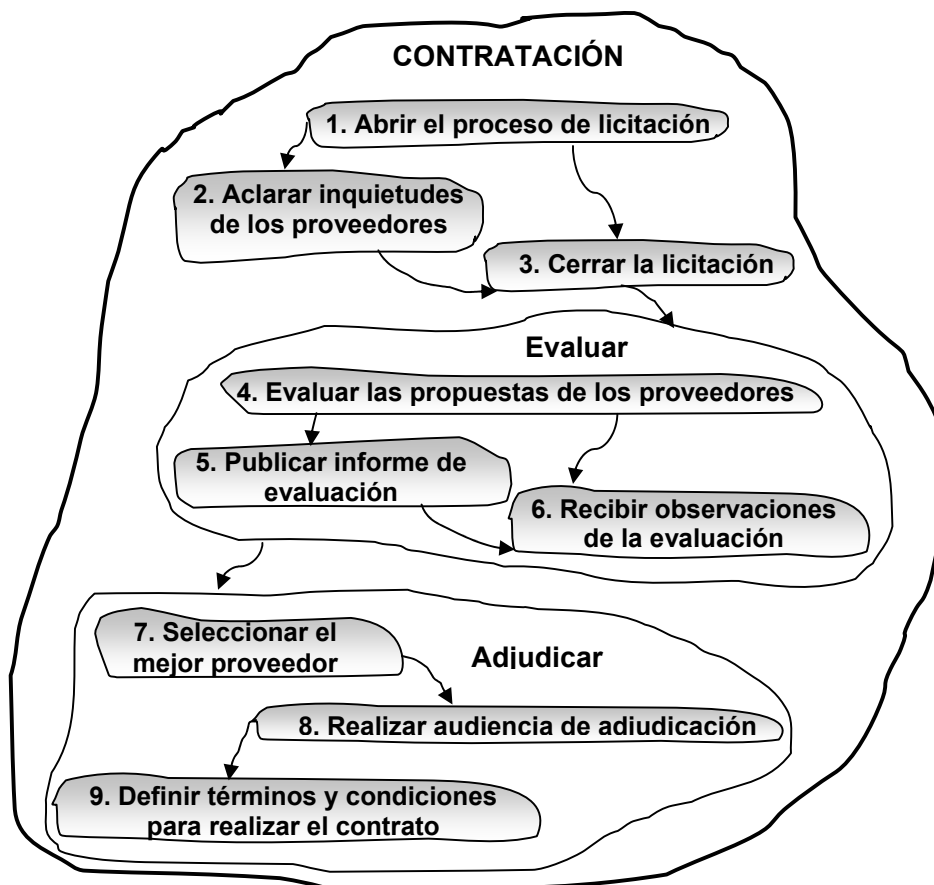 CONTRATACIÓN
1. Abrir el proceso de licitación
2. Aclarar inquietudes
de los proveedores
3. Cerrar la licitación
Evaluar
4. Evaluar las propuestas de los proveedores
5. Publicar informe de
evaluación
6. Recibir observaciones
de la evaluación
7. Seleccionar el
mejor proveedor
Adjudicar
8. Realizar audiencia de adjudicación
9. Definir términos y condiciones
para realizar el contrato